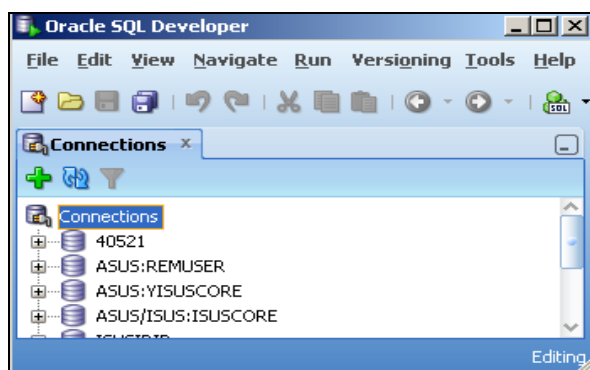 Oracle SQL Developer
File Edit View Navigate Run Versioning Tools Help
SQL
Connections
Connections
40521
ASUS:REMUSER
ASUS:YISUSCORE
ASUS/ISUS:ISUSCORE
Editing